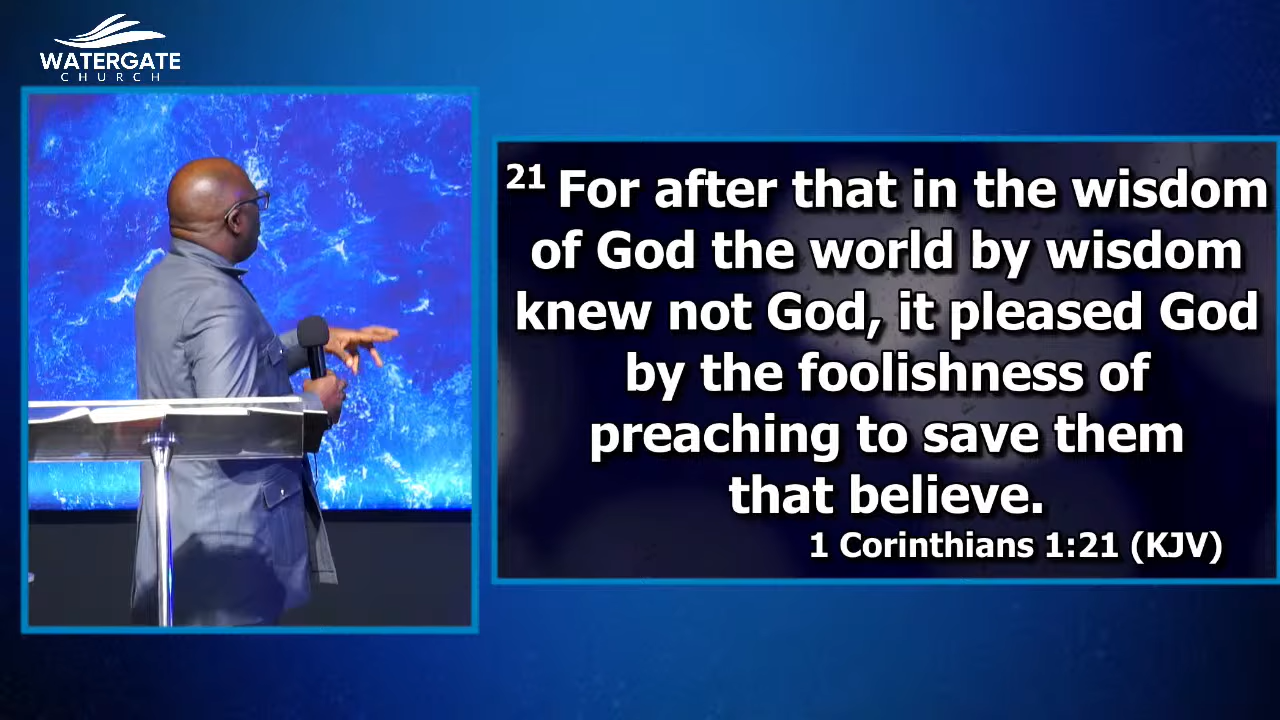 WATERGATE
CHURCH
21 For after that in the wisdom
of God the world by wisdom
knew not God, it pleased God
by the foolishness of
preaching to save them
that believe.
1 Corinthians 1:21 (KJV)